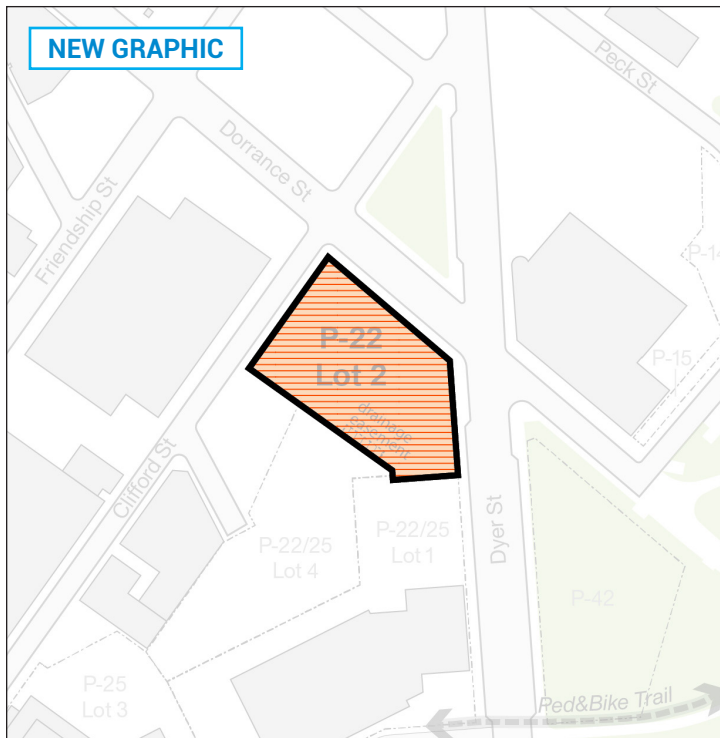 NEW GRAPHIC
Peck St
Dorrance St
Friendship St
P-14
P-22
Lot 2
P-15
drainage
easement
Clifford St
Dyer St
P-22/25
Lot 1
P-22/25
Lot 4
P-42
P-25
Lot 3
Ped&Bike Trail